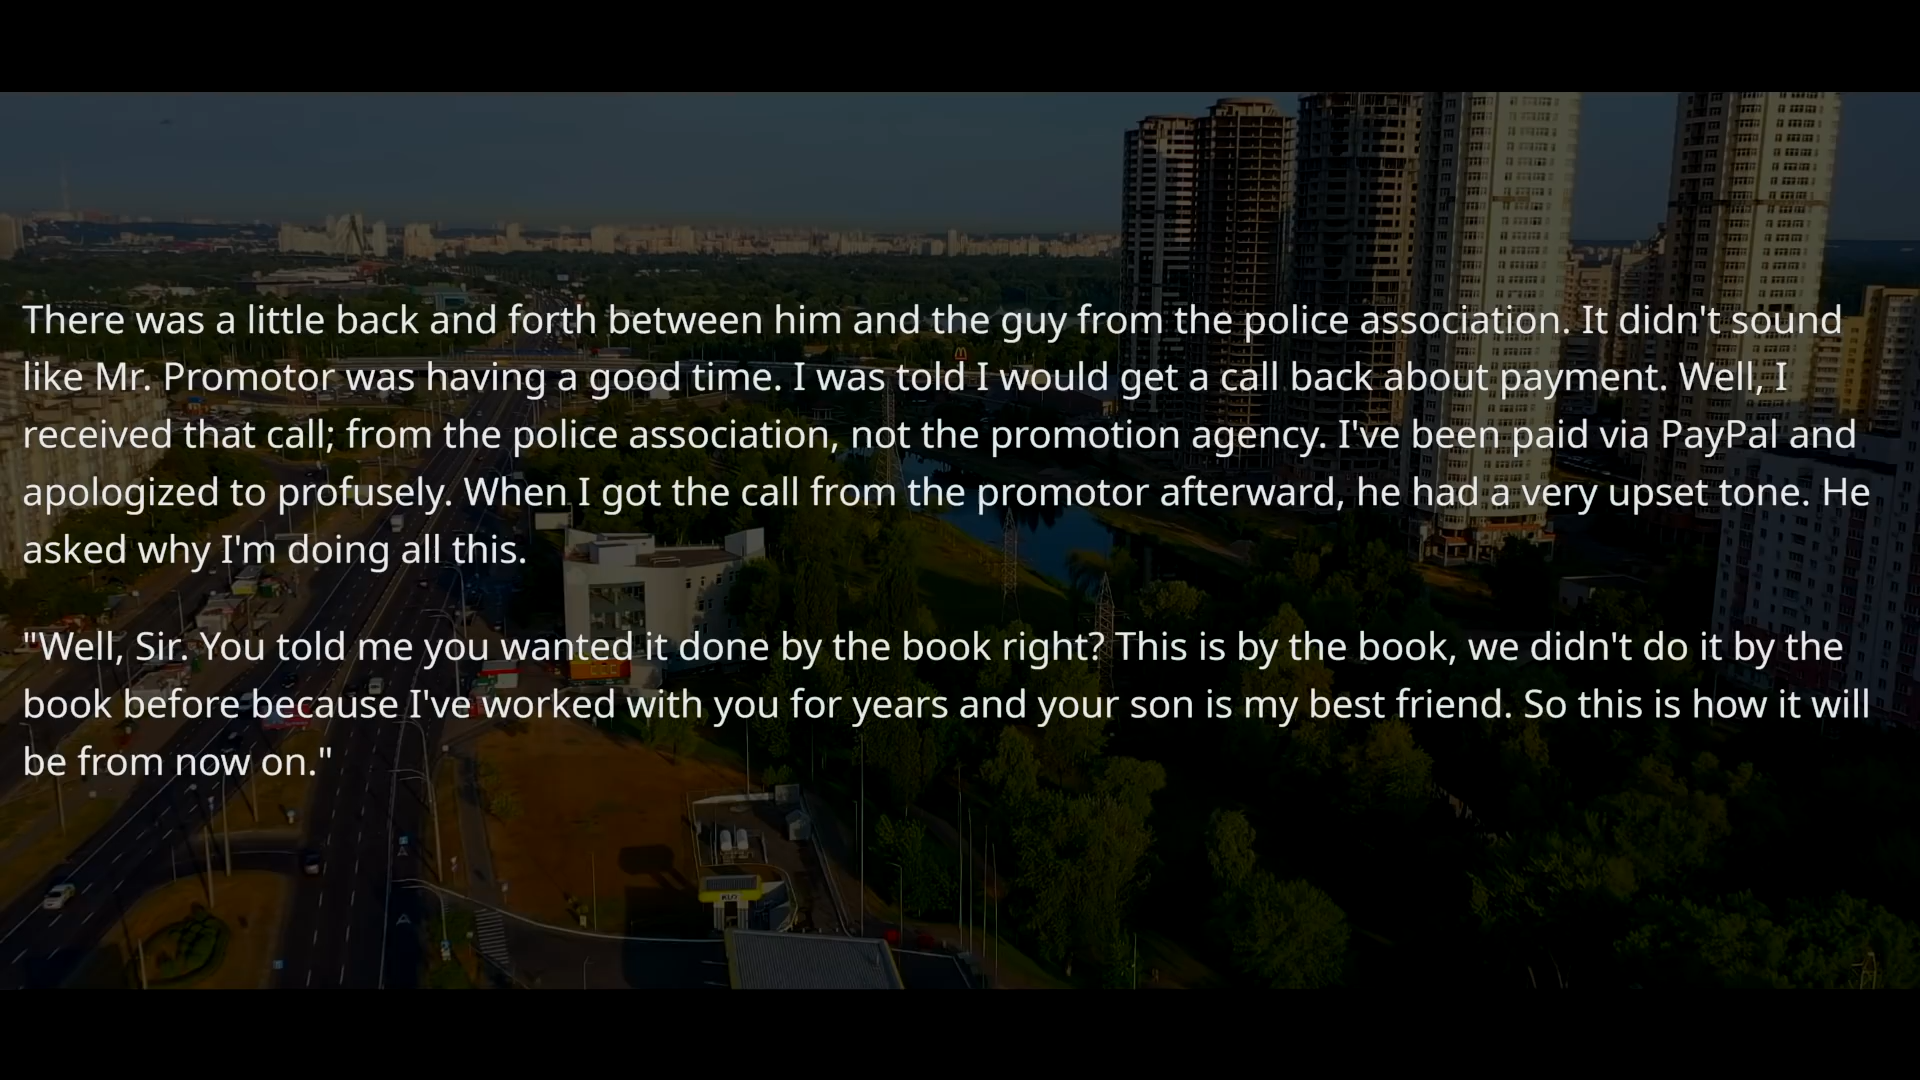 There was a little back and forth between him and the guy from the police association. It didn't sound
like Mr. Promotor was having a good time. I was told I would get a call back about payment. Well, I
received that call; from the police association, not the promotion agency. I've been paid via PayPal and
apologized to profusely. When I got the call from the promotor afterward, he had a very upset tone. He
asked why I'm doing all this.
"Well, Sir. You told me you wanted it done by the book right? This is by the book, we didn't do it by the
book before because I've worked with you for years and your son is my best friend. So this is how it will
be from now on."
KLO